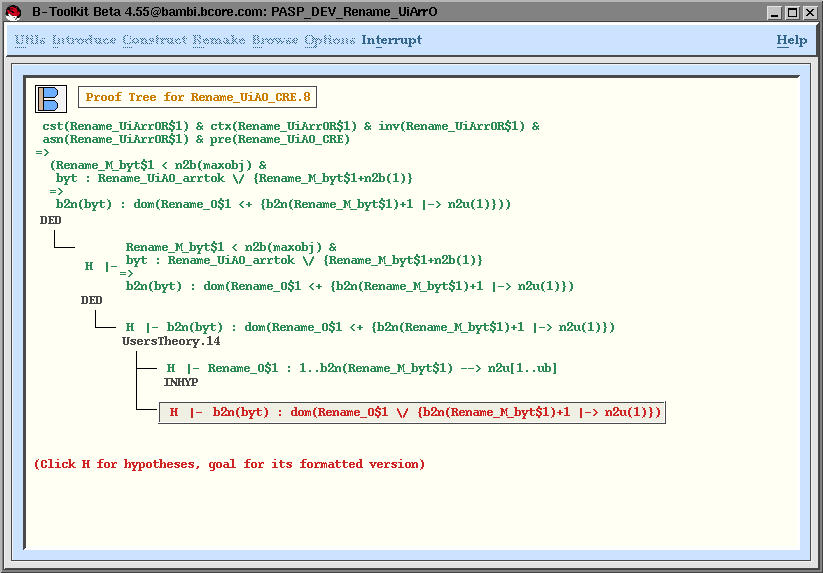 B-Toolkit Beta 4.55@bambi.bcore.com: PASP_DEV_Rename_UiArrO
Utils Introduce Construct Remake Browse Options Interrupt Help
B
Proof Tree for Rename_UiAO_CRE.8
cst(Rename_UiArrOR$1) & ctx(Rename_UiArrOR$1) & inv(Rename_UiArrOR$1) &
asn(Rename_UiArrOR$1) & pre(Rename_UiAO_CRE)
=>
(Rename_M_byt$1 < n2b(maxobj) &
byt : Rename_UiAO_arrtok \/ {Rename_M_byt$1+n2b(1)}
=>
b2n(byt) : dom(Rename_O$1 <+ {b2n(Rename_M_byt$1)+1 |-> n2u(1)}))
DED
Rename_M_byt$1 < n2b(maxobj) &
H |- byt : Rename_UiAO_arrtok \/ {Rename_M_byt$1+n2b(1)}
=>
b2n(byt) : dom(Rename_O$1 <+ {b2n(Rename_M_byt$1)+1 |-> n2u(1)})
DED
H |- b2n(byt) : dom(Rename_O$1 <+ {b2n(Rename_M_byt$1)+1 |-> n2u(1)})
UsersTheory.14
H |- Rename_O$1 : 1..b2n(Rename_M_byt$1) --> n2u[1..ub]
INHYP
H |- b2n(byt) : dom(Rename_O$1 \/ {b2n(Rename_M_byt$1)+1 |-> n2u(1)})
(Click H for hypotheses, goal for its formatted version)